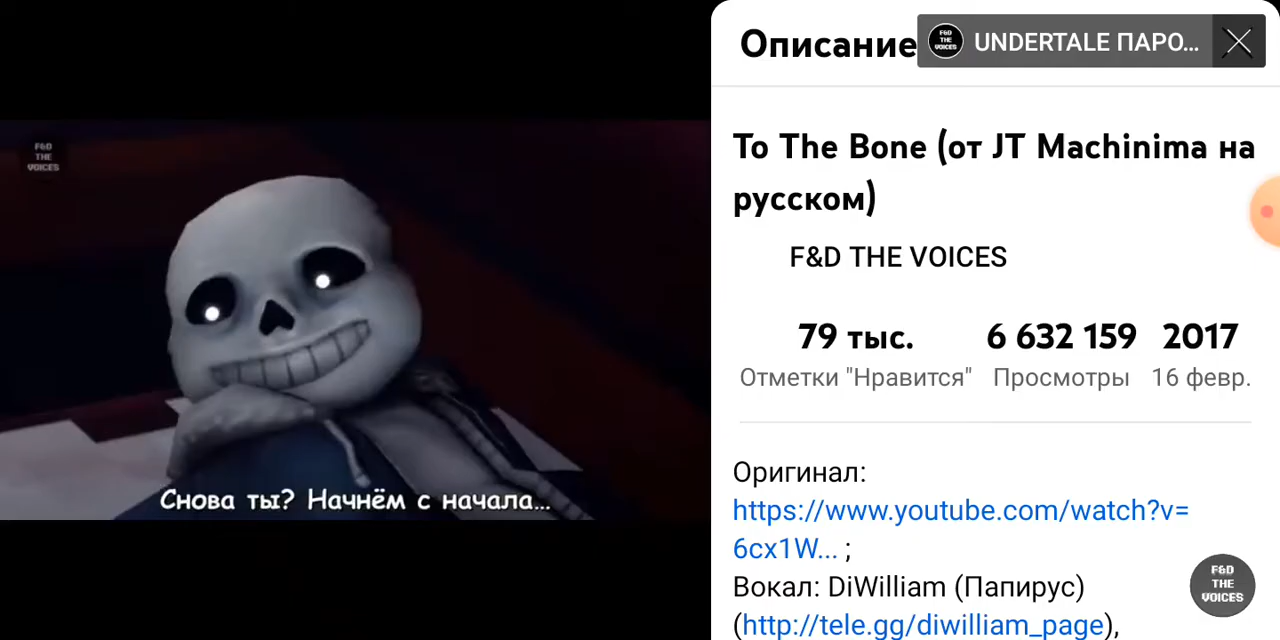 F&D
THE
VOICES
Снова ты? Начнём с начала...
Описание
F&D
THE
VOICES
UNDERTALE ПАРО...
To The Bone (от JT Machinima на
русском)
F&D THE VOICES
79 тыс.
6 632 159
2017
Отметки "Нравится"
Просмотры
16 февр.
Оригинал:
https://www.youtube.com/watch?v=
6cx1W... ;
Вокал: DiWilliam (Папирус)
(http://tele.gg/diwilliam_page),
F&D
THE
VOICES